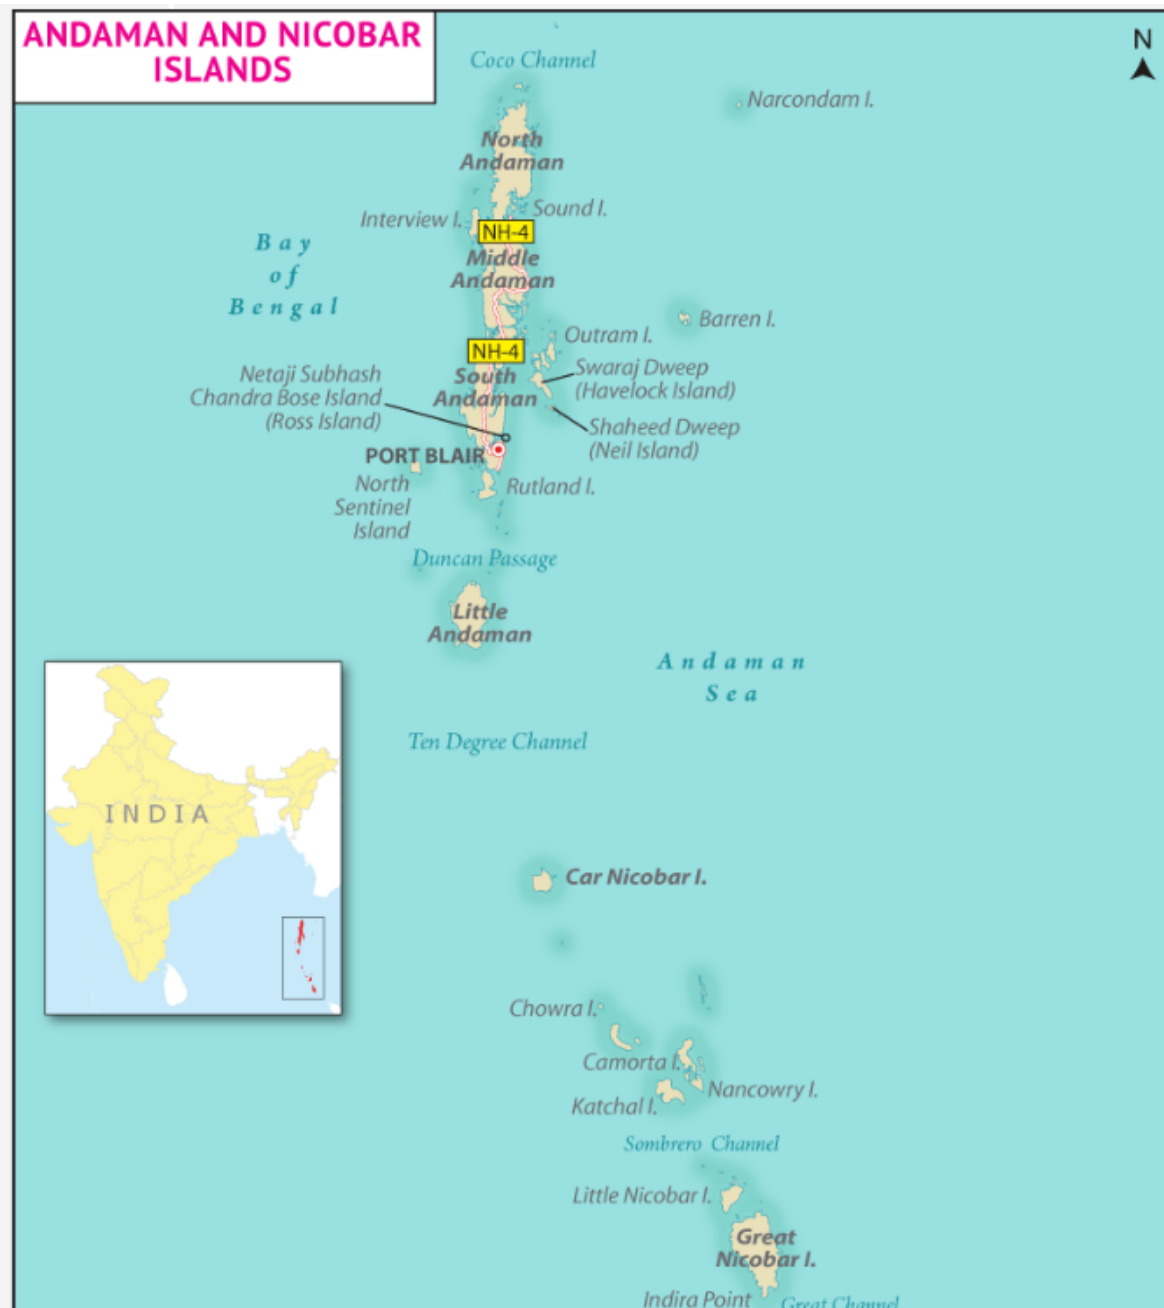 ANDAMAN AND NICOBAR
ISLANDS
N
Coco Channel
Narcondam I.
North
Andaman
Sound I.
Interview I.
NH-4
Middle
Andaman
Bay
of
Bengal
Barren I.
Outram I.
NH-4
South
Andaman
Swaraj Dweep
(Havelock Island)
Netaji Subhash
Chandra Bose Island
(Ross Island)
Shaheed Dweep
(Neil Island)
PORT BLAIR
North
Sentinel
Island
Rutland I.
Duncan Passage
Little
Andaman
Andaman
Sea
Ten Degree Channel
INDIA
Car Nicobar I.
Chowra I.
Camorta I.
Nancowry I.
Katchal I.
Sombrero Channel
Little Nicobar I.
Great
Nicobar I.
Indira Point
Great Channel